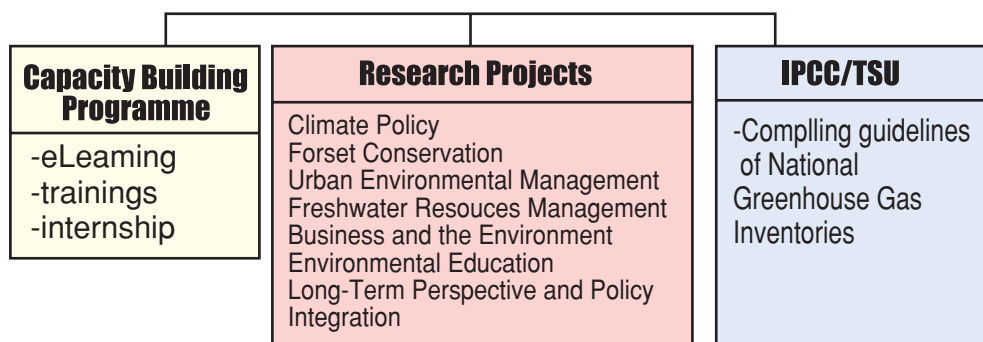 Capacity Building
Programme
-eLeaming
-trainings
-internship
Research Projects
Climate Policy
Forset Conservation
Urban Environmental Management
Freshwater Resouces Management
Business and the Environment
Environmental Education
Long-Term Perspective and Policy
Integration
IPCC/TSU
-Complling guidelines
of National
Greenhouse Gas
Inventories